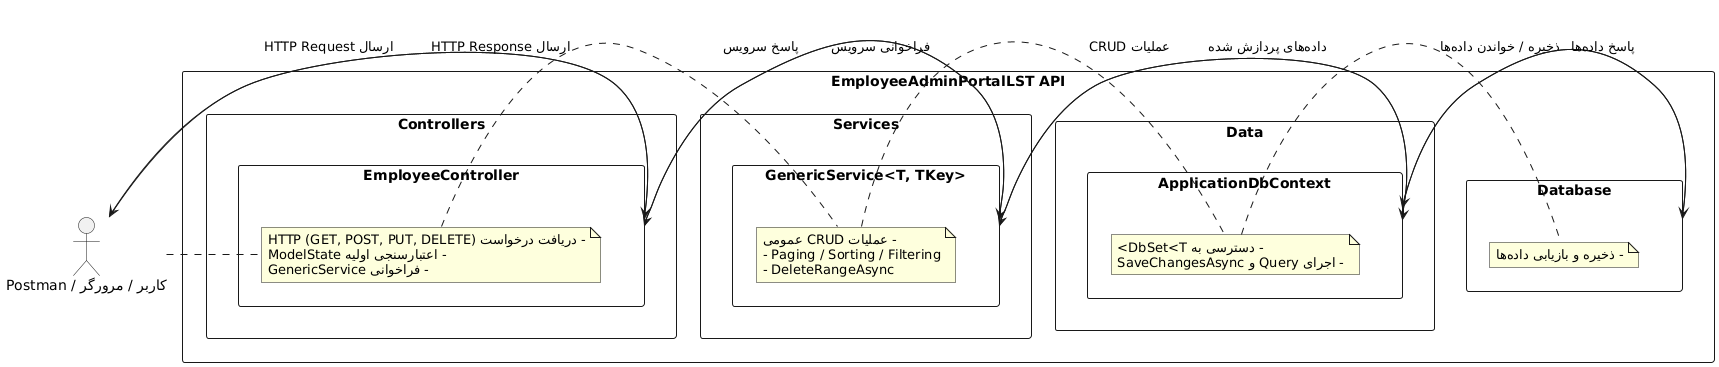 ارسال HTTP Request
ارسال HTTP Response
پاسخ سرویس
فراخوانی سرویس
عملیات CRUD
داده‌های پردازش شده
ذخیره / خواندن داده‌ها
پاسخ داده‌ها
EmployeeAdminPortalLST API
Controllers
Services
Data
EmployeeController
GenericService<T, TKey>
ApplicationDbContext
Database
- دریافت درخواست HTTP (GET, POST, PUT, DELETE)
- اعتبارسنجی اولیه ModelState
- فراخوانی GenericService
- عملیات CRUD عمومی
- Paging / Sorting / Filtering
- DeleteRangeAsync
- دسترسی به DbSet<T>
- اجرای Query و SaveChangesAsync
- ذخیره و بازیابی داده‌ها
کاربر / مرورگر / Postman